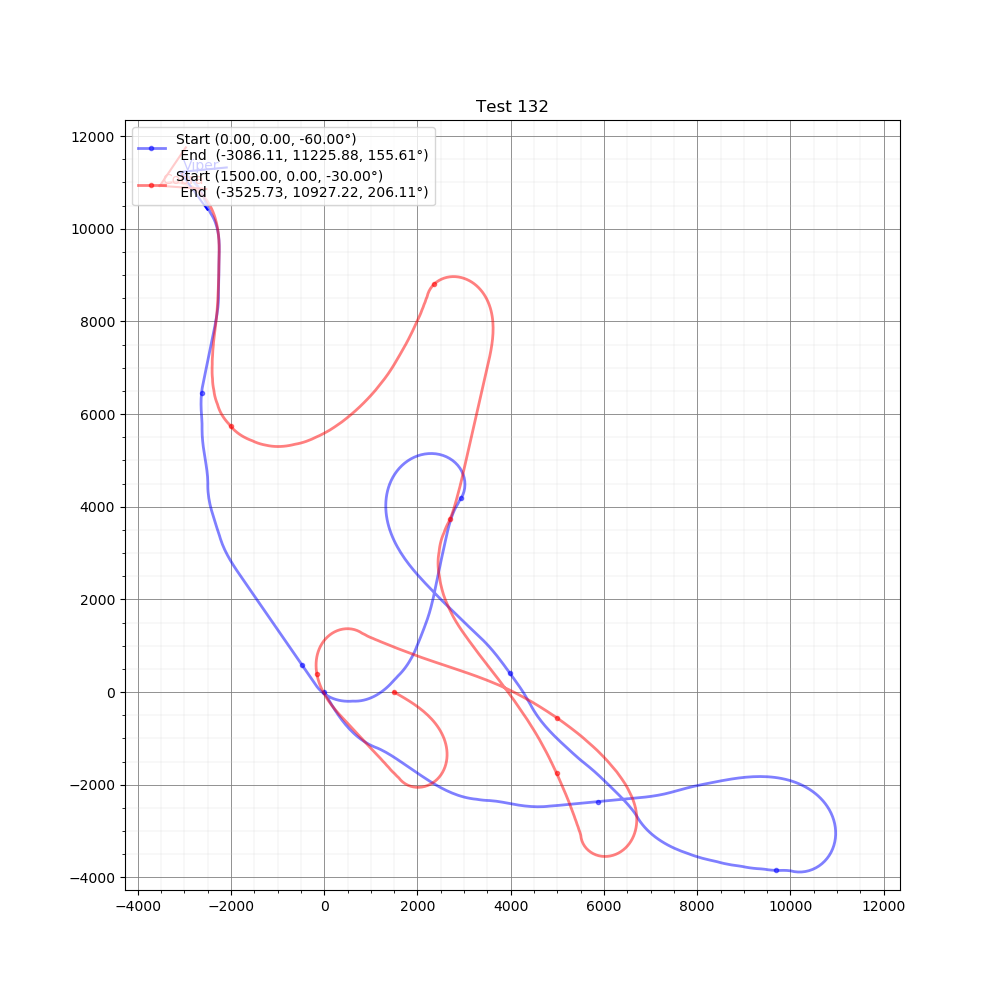 Test 132
Start (0.00, 0.00, -60.00°)
End (-3086.11, 11225.88, 155.61°)
Start (1500.00, 0.00, -30.00°)
End (-3525.73, 10927.22, 206.11°)
Viper
12000
10000
8000
6000
4000
2000
0
−2000
−4000
−4000 −2000 0 2000 4000 6000 8000 10000 12000